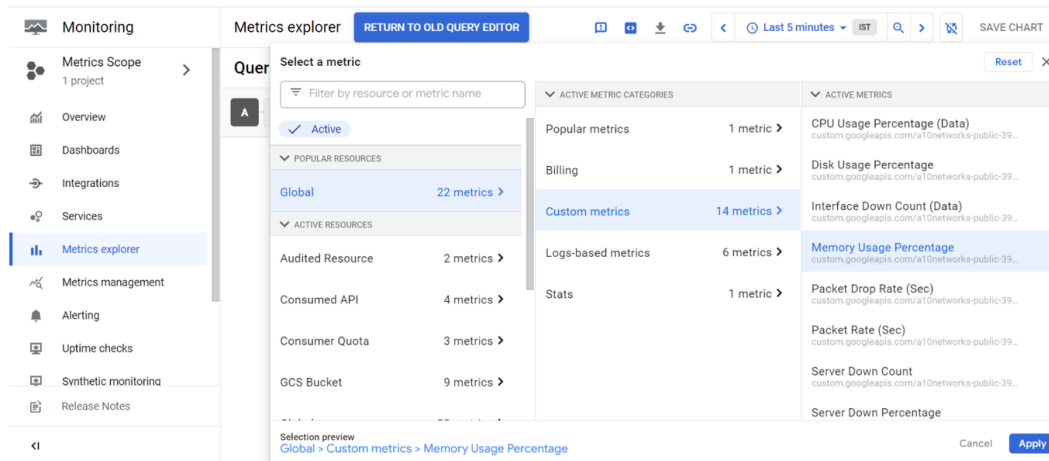 Monitoring
Metrics explorer
RETURN TO OLD QUERY EDITOR
Last 5 minutes
IST
SAVE CHART
Metrics Scope
1 project
Overview
Dashboards
Integrations
Services
Metrics explorer
Metrics management
Alerting
Uptime checks
Synthetic monitoring
Release Notes
A
Select a metric
Reset
Filter by resource or metric name
Active
POPULAR RESOURCES
Global 22 metrics
ACTIVE RESOURCES
Audited Resource 2 metrics
Consumed API 4 metrics
Consumer Quota 3 metrics
GCS Bucket 9 metrics
ACTIVE METRIC CATEGORIES
Popular metrics 1 metric
Billing 1 metric
Custom metrics 14 metrics
Logs-based metrics 6 metrics
Stats 1 metric
ACTIVE METRICS
CPU Usage Percentage (Data)
custom.googleapis.com/a10networks-public-39...
Disk Usage Percentage
custom.googleapis.com/a10networks-public-39...
Interface Down Count (Data)
custom.googleapis.com/a10networks-public-39...
Memory Usage Percentage
custom.googleapis.com/a10networks-public-39...
Packet Drop Rate (Sec)
custom.googleapis.com/a10networks-public-39...
Packet Rate (Sec)
custom.googleapis.com/a10networks-public-39...
Server Down Count
custom.googleapis.com/a10networks-public-39...
Server Down Percentage
Selection preview
Global > Custom metrics > Memory Usage Percentage
Cancel
Apply